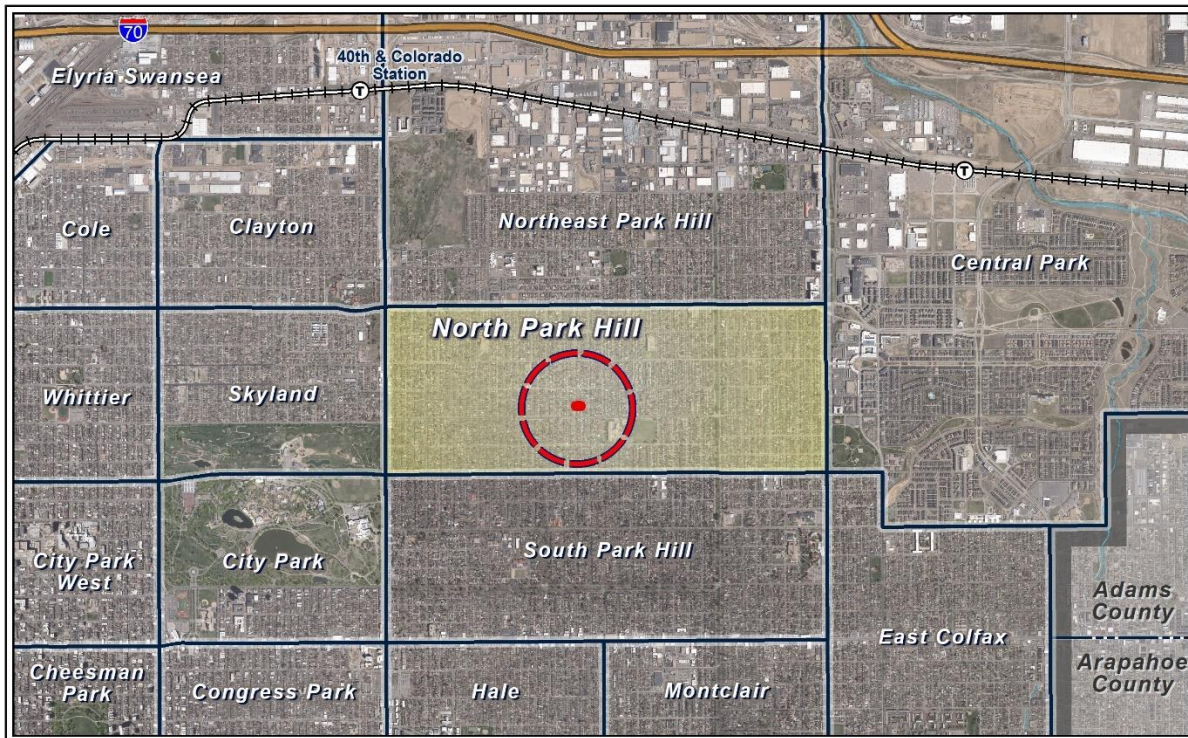 70
Elyria Swansea
40th & Colorado
Station
T
T
Cole
Clayton
Northeast Park Hill
Central Park
North Park Hill
Whittier
Skyland
City Park
West
City Park
South Park Hill
East Colfax
Adams
County
Arapahoe
County
Cheesman
Park
Congress Park
Hale
Montclair